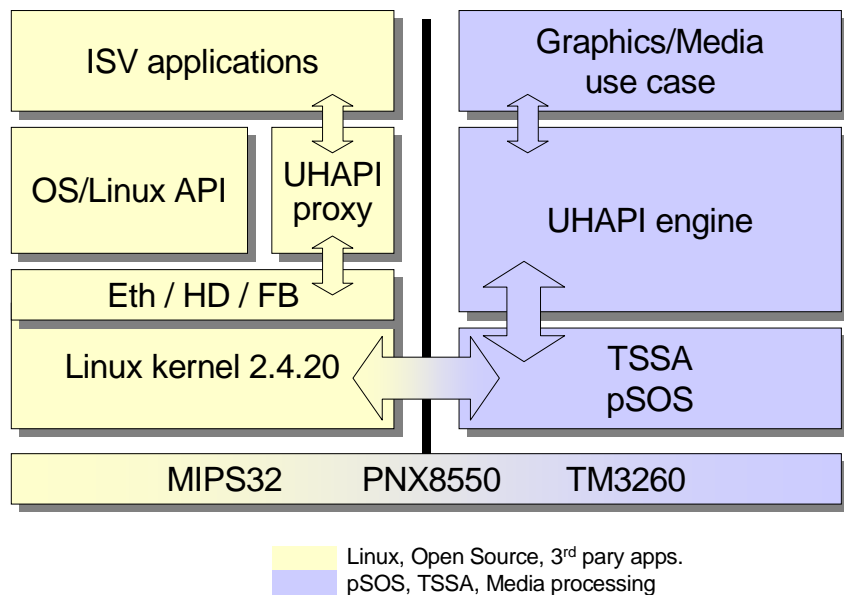 ISV applications
Graphics/Media
use case
OS/Linux API
UHAPI
proxy
UHAPI engine
Eth / HD / FB
Linux kernel 2.4.20
TSSA
pSOS
MIPS32 PNX8550 TM3260
Linux, Open Source, 3rd pary apps.
pSOS, TSSA, Media processing